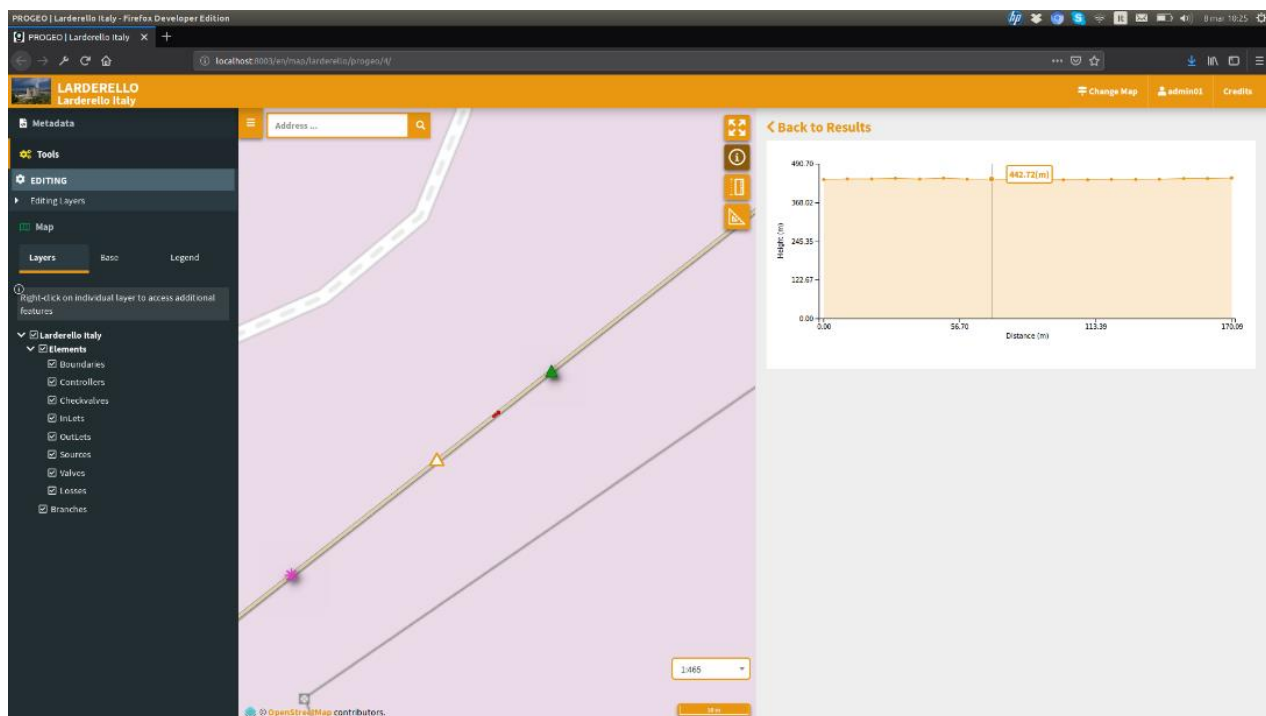 PROGEO | Larderello Italy - Firefox Developer Edition
8 mar 10:25
PROGEO | Larderello Italy
localhost:8003/en/map/larderello/progeo/4/
LARDERELLO
Larderello Italy
Change Map
admin01
Credits
Metadata
Tools
EDITING
Editing Layers
Map
Layers
Base
Legend
Right-click on individual layer to access additional
features
Larderello Italy
Elements
Boundaries
Controllers
Checkvalves
InLets
OutLets
Sources
Valves
Losses
Branches
Address ...
1:465
© OpenStreetMap contributors.
Back to Results
490.70
368.02
245.35
122.67
0.00
Height (m)
442.72(m)
0.00
56.70
113.39
170.09
Distance (m)